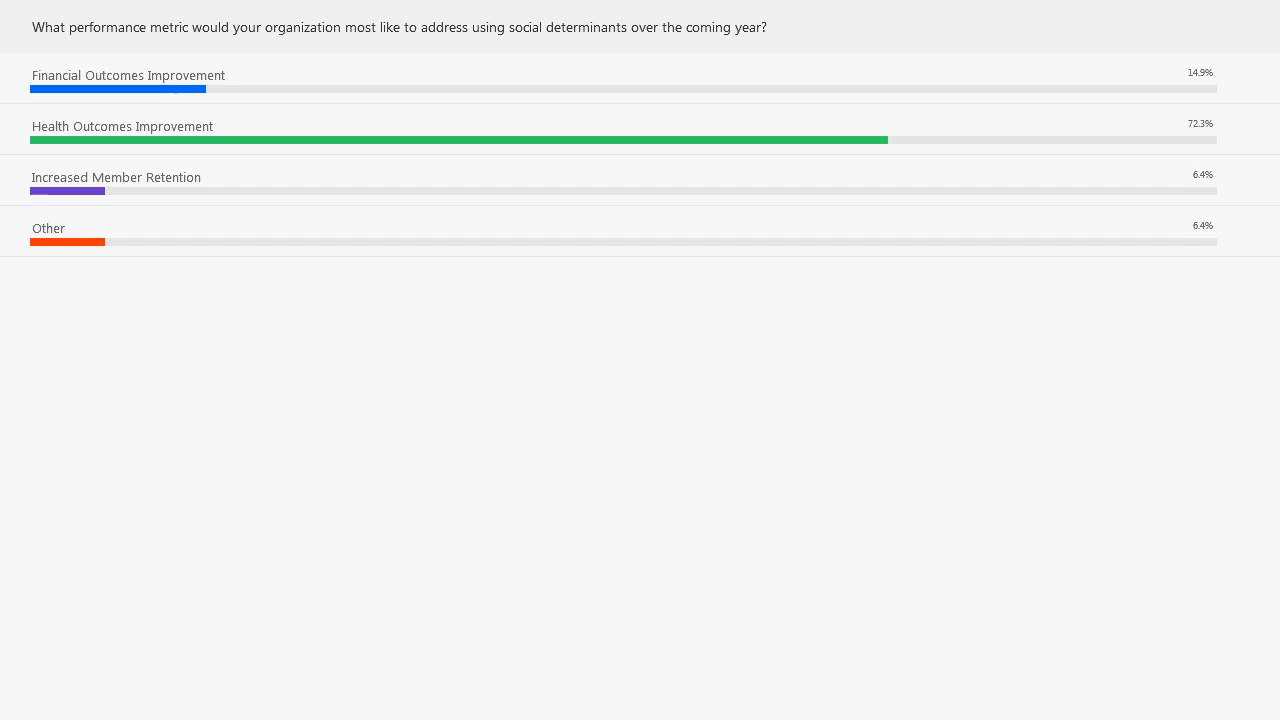 What performance metric would your organization most like to address using social determinants over the coming year?
Financial Outcomes Improvement 14.9%
Health Outcomes Improvement 72.3%
Increased Member Retention 6.4%
Other 6.4%